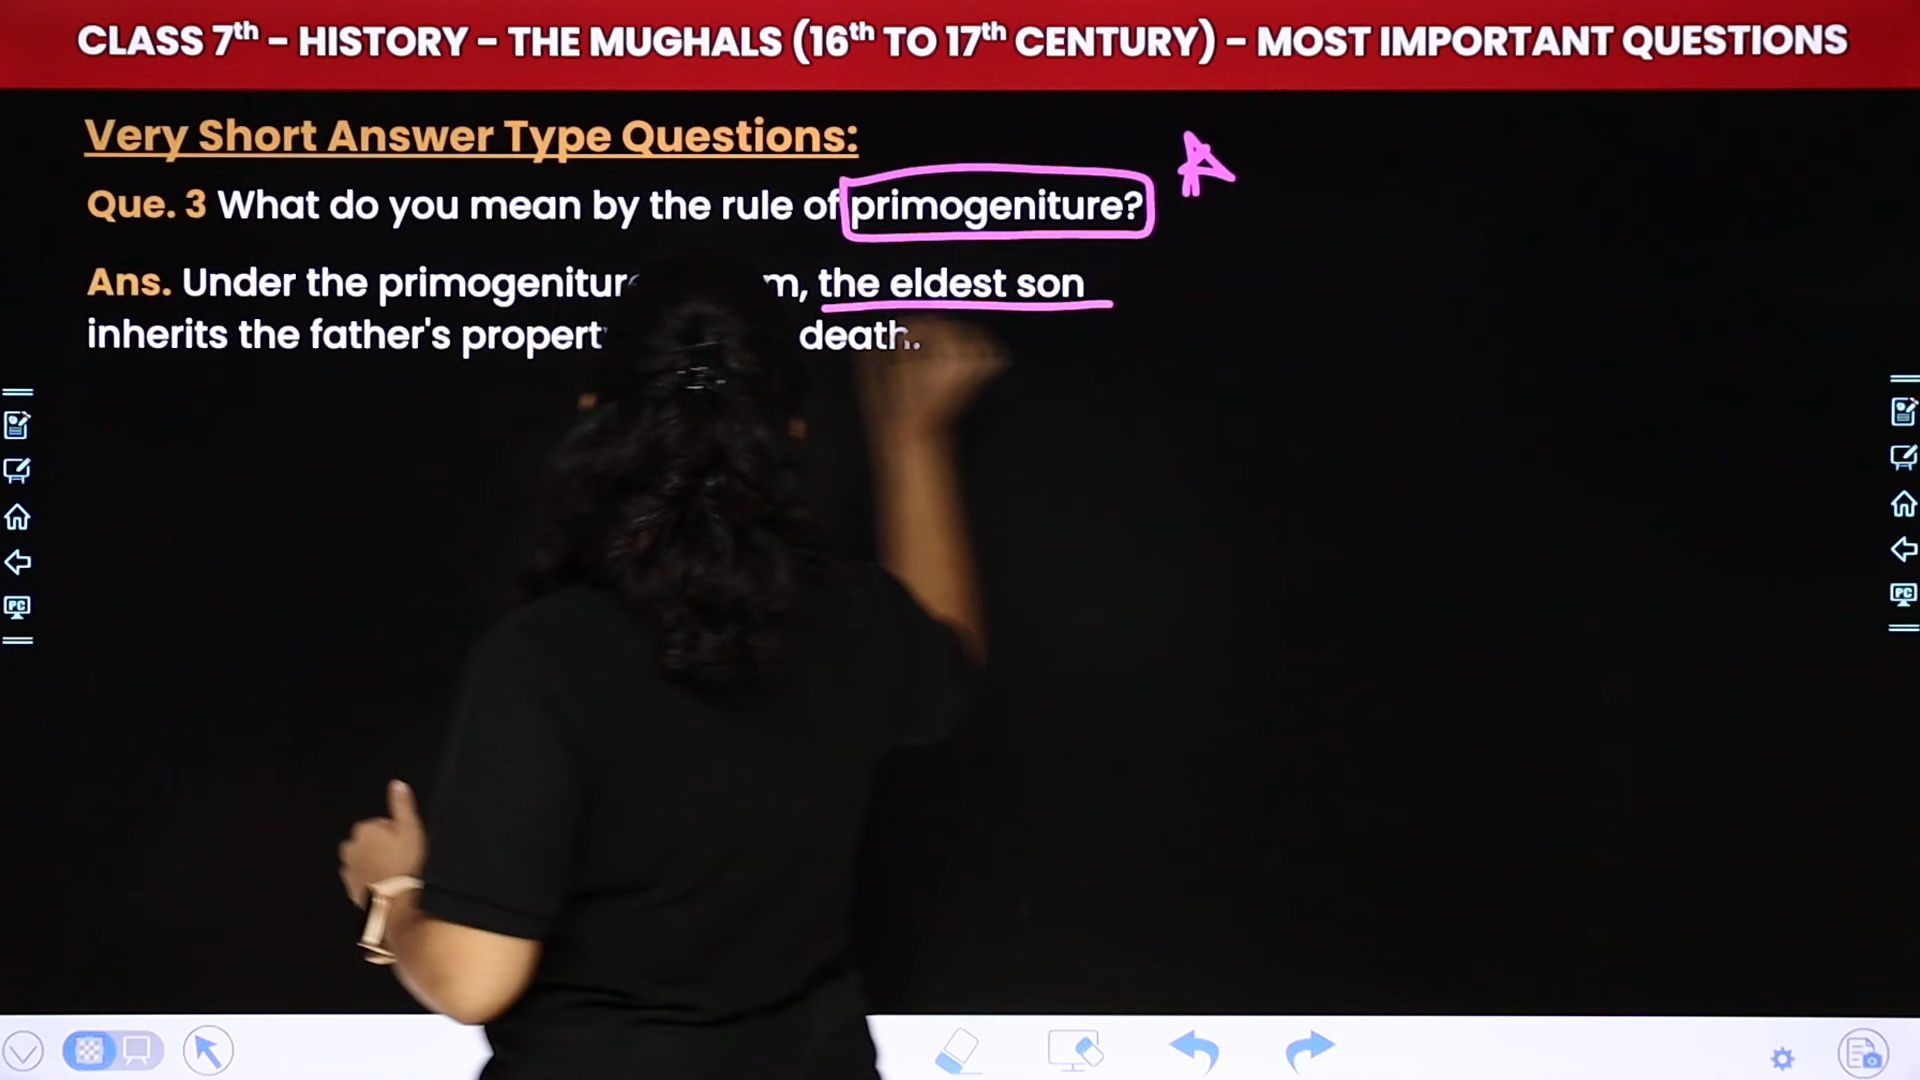 CLASS 7th - HISTORY - THE MUGHALS (16th TO 17th CENTURY) - MOST IMPORTANT QUESTIONS
Very Short Answer Type Questions:
Que. 3 What do you mean by the rule of primogeniture?
Ans. Under the primogenitur m, the eldest son
inherits the father's propert death.
PC
PC